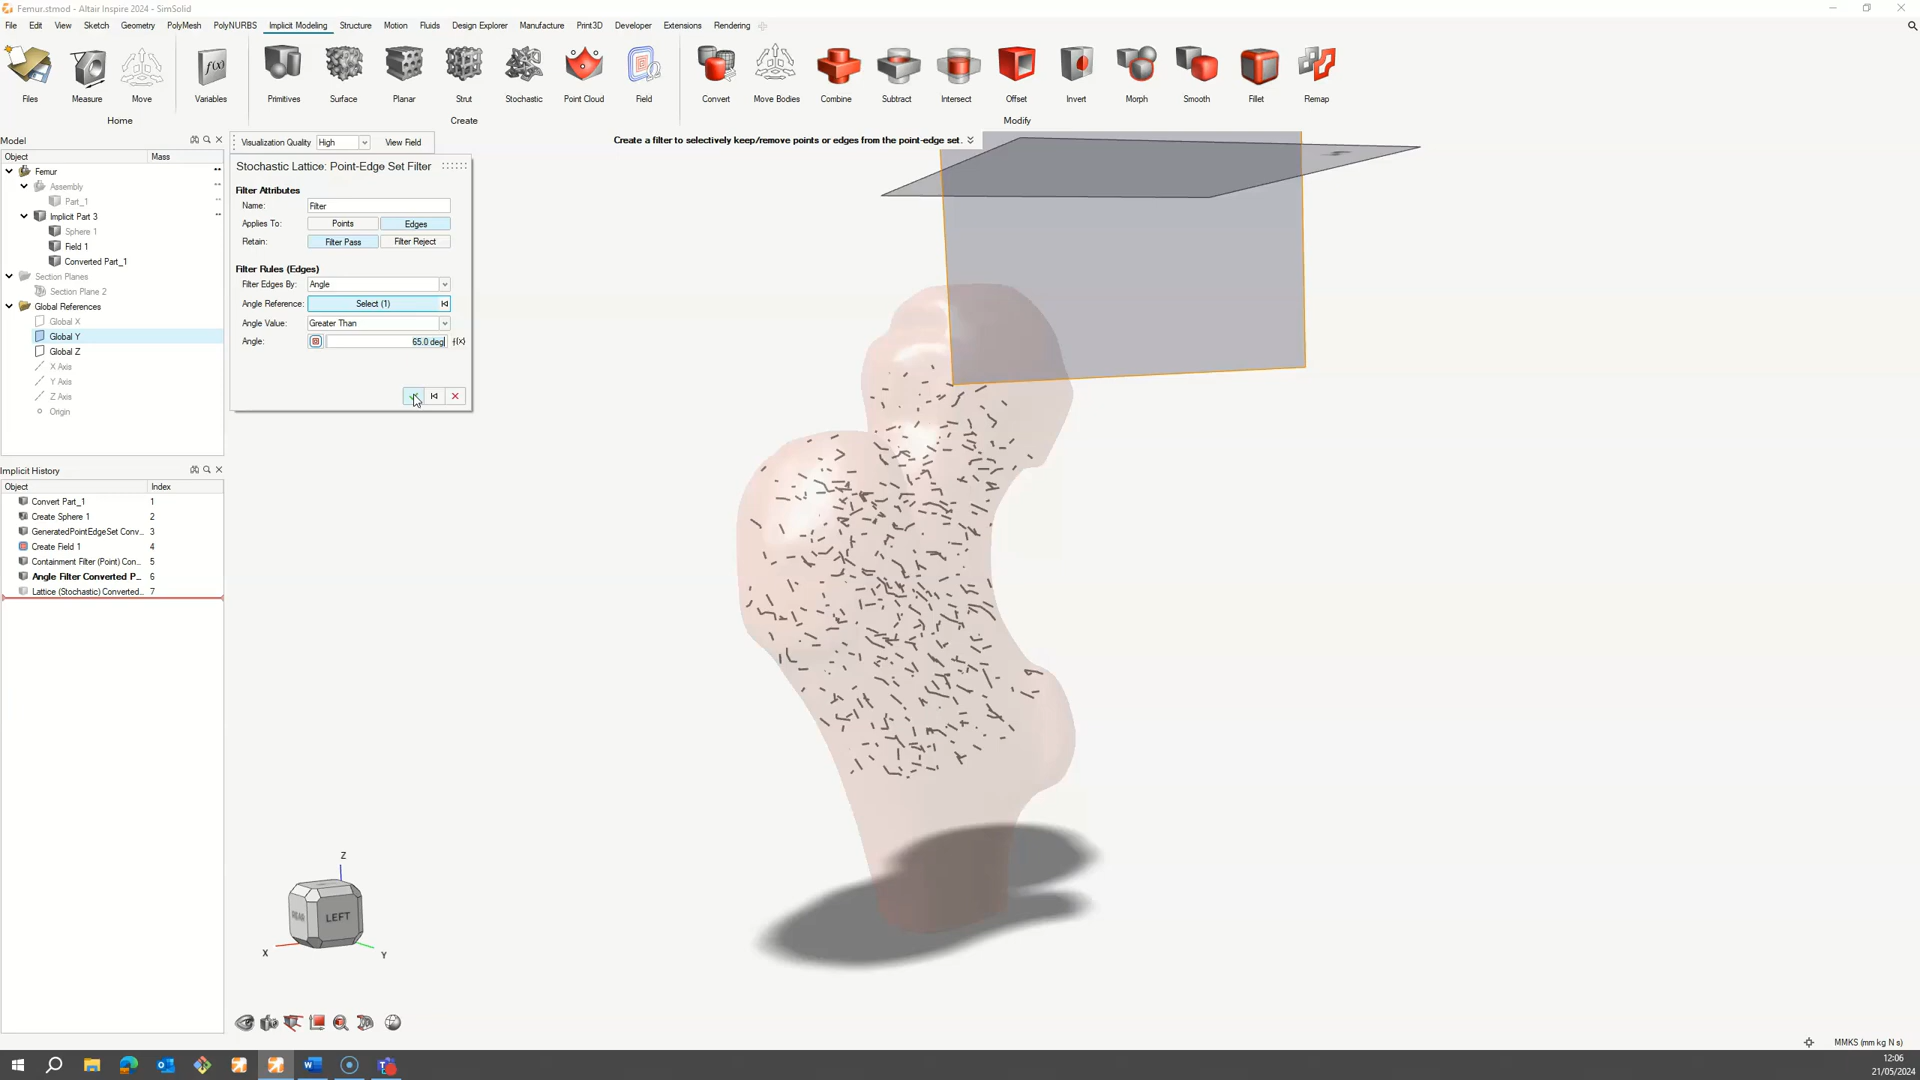 Femur.stmod - Altair Inspire 2024 - SimSolid
File Edit View Sketch Geometry PolyMesh PolyNURBS Implicit Modeling Structure Motion Fluids Design Explorer Manufacture Print3D Developer Extensions Rendering
Files Measure Move Variables Primitives Surface Planar Strut Stochastic Point Cloud Field Convert Move Bodies Combine Subtract Intersect Offset Invert Morph Smooth Fillet Remap
Home Create Modify
Model
Object Mass
Femur
Assembly
Part_1
Implicit Part 3
Sphere 1
Field 1
Converted Part_1
Section Planes
Section Plane 2
Global References
Global X
Global Y
Global Z
X Axis
Y Axis
Z Axis
Origin
Visualization Quality High View Field
Create a filter to selectively keep/remove points or edges from the point-edge set.
Stochastic Lattice: Point-Edge Set Filter
Filter Attributes
Name: Filter
Applies To: Points Edges
Retain: Filter Pass Filter Reject
Filter Rules (Edges)
Filter Edges By: Angle
Angle Reference: Select (1)
Angle Value: Greater Than
Angle: 65.0 deg f(x)
Implicit History
Object Index
Convert Part_1 1
Create Sphere 1 2
GeneratedPointEdgeSet Conv... 3
Create Field 1 4
Containment Filter (Point) Con... 5
Angle Filter Converted P... 6
Lattice (Stochastic) Converted... 7
Z
LEFT
X
Y
MMKS (mm kg N s)
12:06
21/05/2024